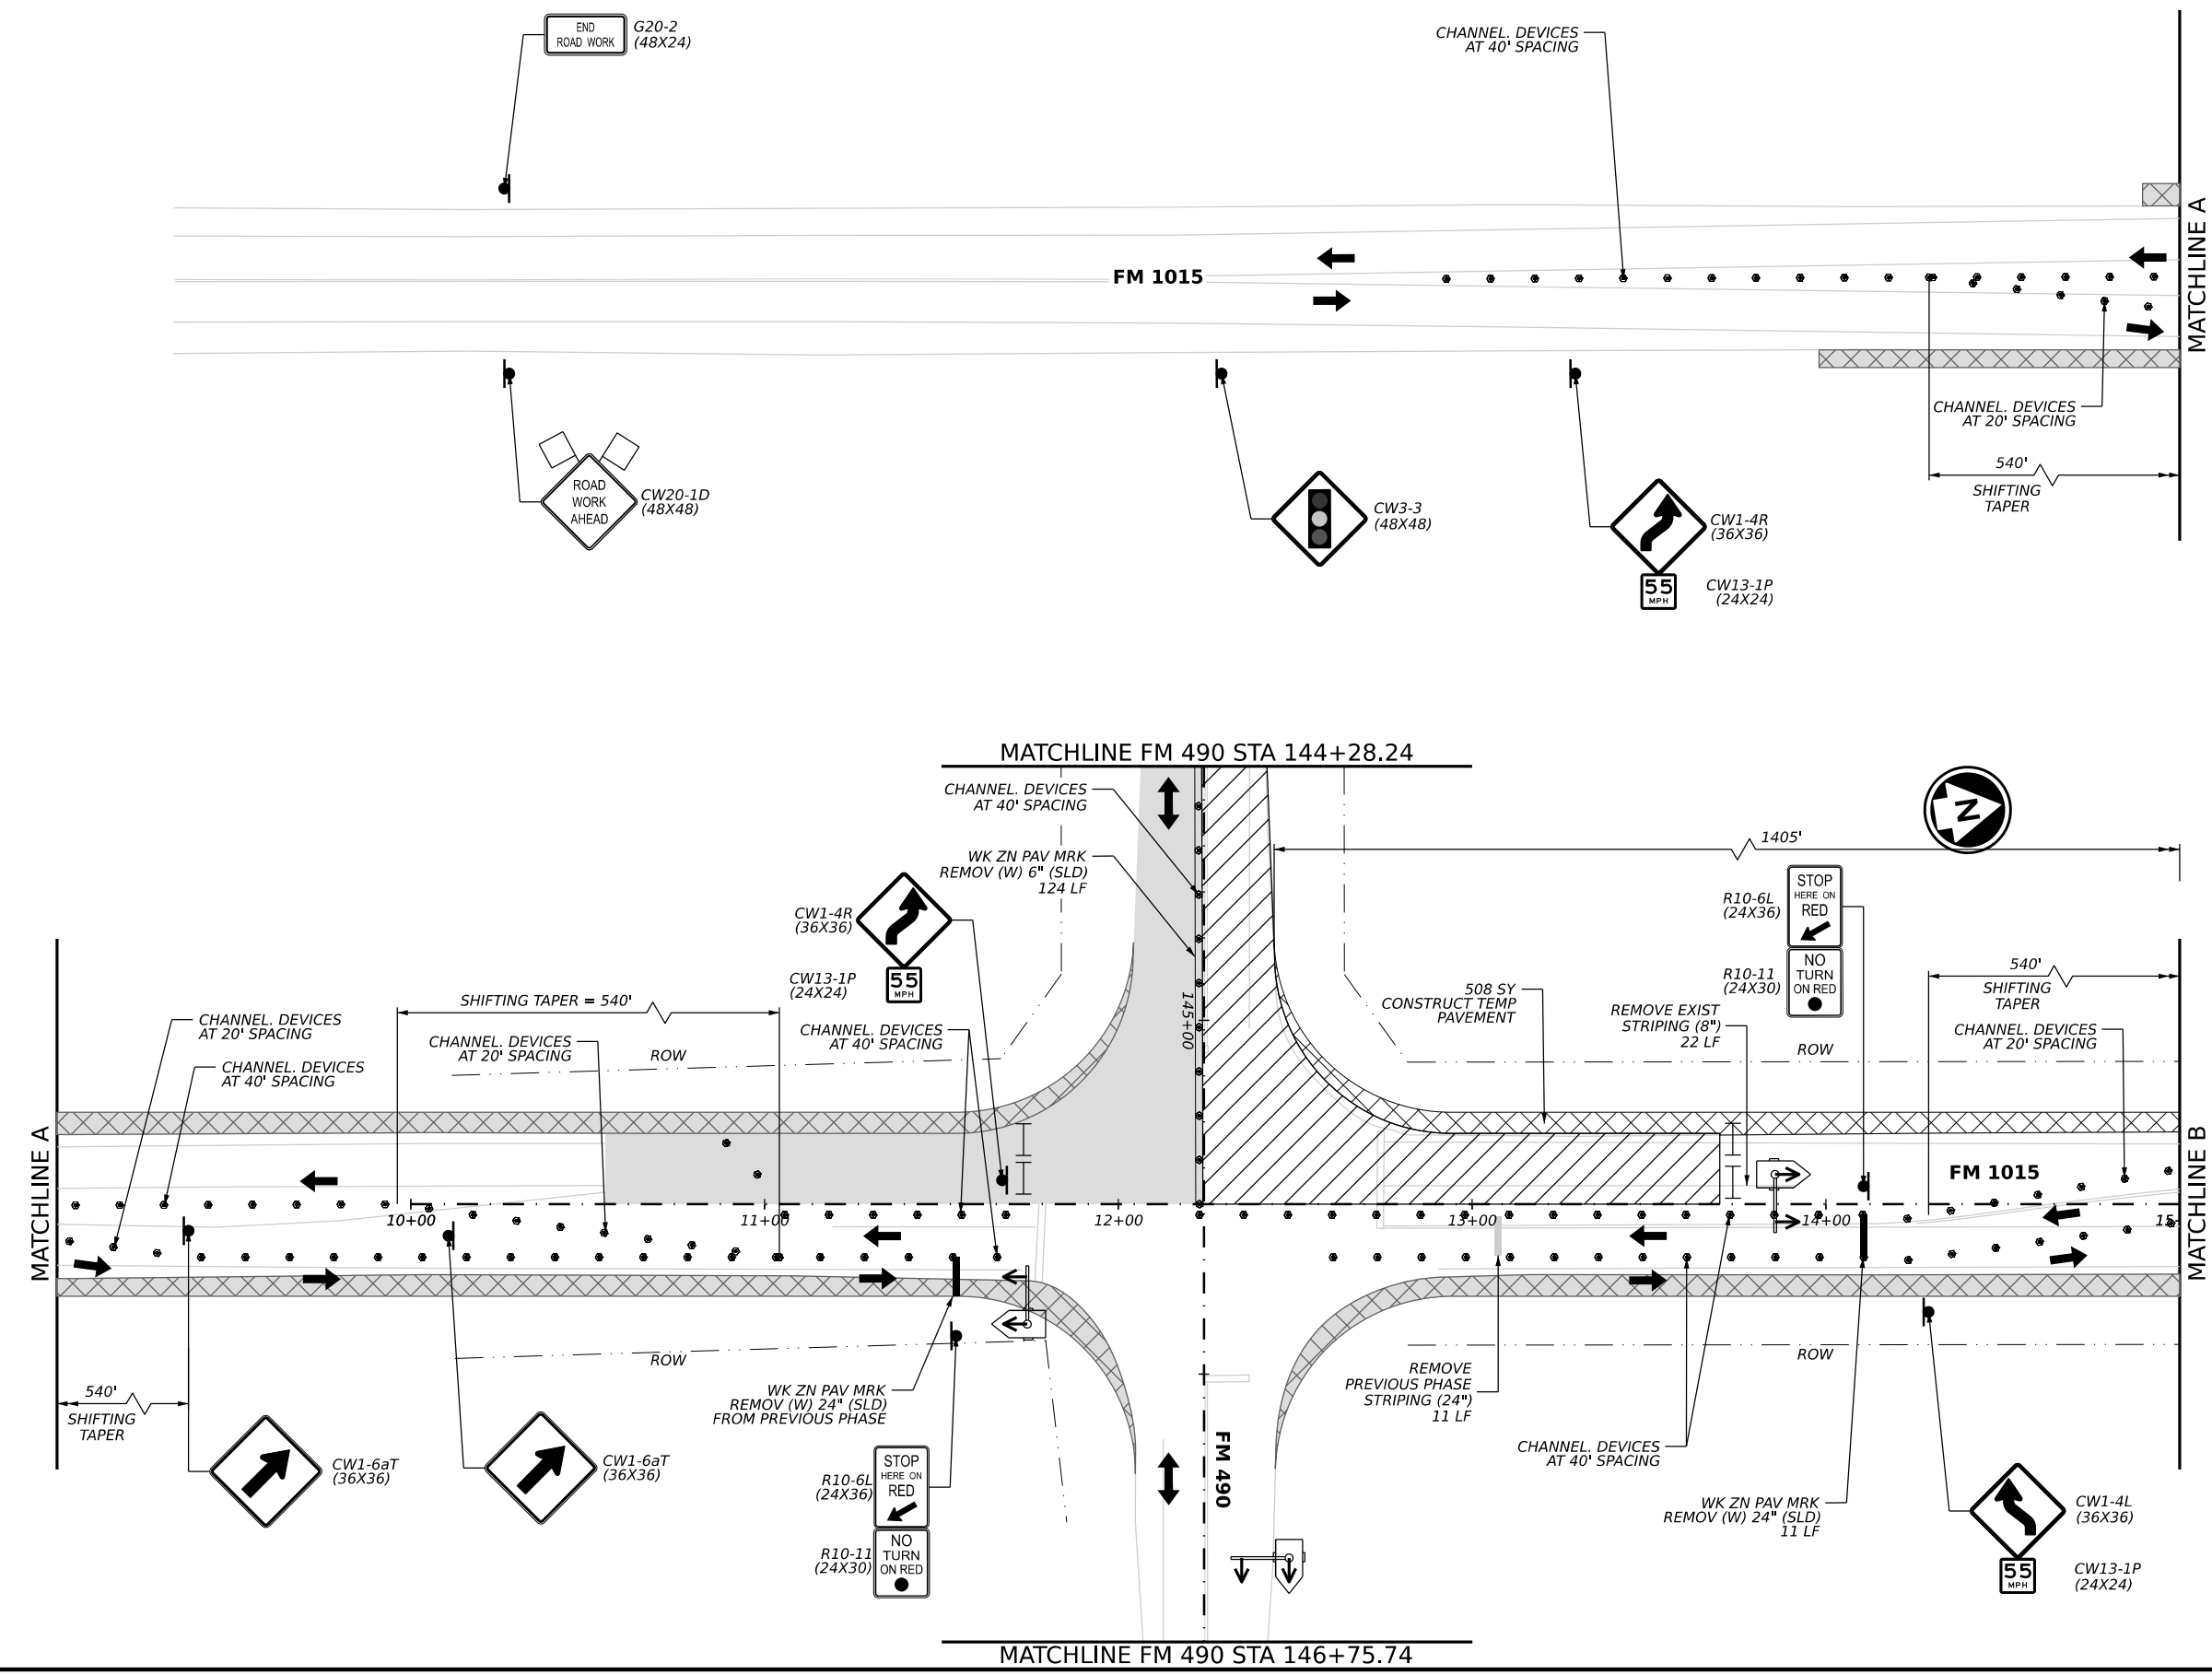 END
ROAD WORK
G20-2
(48X24)
CHANNEL. DEVICES
AT 40' SPACING
MATCHLINE A
FM 1015
CHANNEL. DEVICES
AT 20' SPACING
540'
SHIFTING
TAPER
ROAD
WORK
AHEAD
CW20-1D
(48X48)
CW3-3
(48X48)
CW1-4R
(36X36)
55
MPH
CW13-1P
(24X24)
MATCHLINE FM 490 STA 144+28.24
CHANNEL. DEVICES
AT 40' SPACING
WK ZN PAV MRK
REMOV (W) 6" (SLD)
124 LF
N
1405'
STOP
HERE ON
RED
R10-6L
(24X36)
NO
TURN
ON RED
R10-11
(24X30)
CW1-4R
(36X36)
CW13-1P
(24X24)
55
MPH
145+00
508 SY
CONSTRUCT TEMP
PAVEMENT
REMOVE EXIST
STRIPING (8")
22 LF
540'
SHIFTING
TAPER
CHANNEL. DEVICES
AT 20' SPACING
ROW
SHIFTING TAPER = 540'
CHANNEL. DEVICES
AT 20' SPACING
CHANNEL. DEVICES
AT 40' SPACING
CHANNEL. DEVICES
AT 20' SPACING
ROW
CHANNEL. DEVICES
AT 40' SPACING
MATCHLINE A
FM 1015
MATCHLINE B
10+00
11+00
12+00
13+00
14+00
15
540'
SHIFTING
TAPER
CW1-6aT
(36X36)
CW1-6aT
(36X36)
ROW
WK ZN PAV MRK
REMOV (W) 24" (SLD)
FROM PREVIOUS PHASE
R10-6L
(24X36)
STOP
HERE ON
RED
R10-11
(24X30)
NO
TURN
ON RED
FM 490
REMOVE
PREVIOUS PHASE
STRIPING (24")
11 LF
CHANNEL. DEVICES
AT 40' SPACING
WK ZN PAV MRK
REMOV (W) 24" (SLD)
11 LF
ROW
CW1-4L
(36X36)
55
MPH
CW13-1P
(24X24)
MATCHLINE FM 490 STA 146+75.74